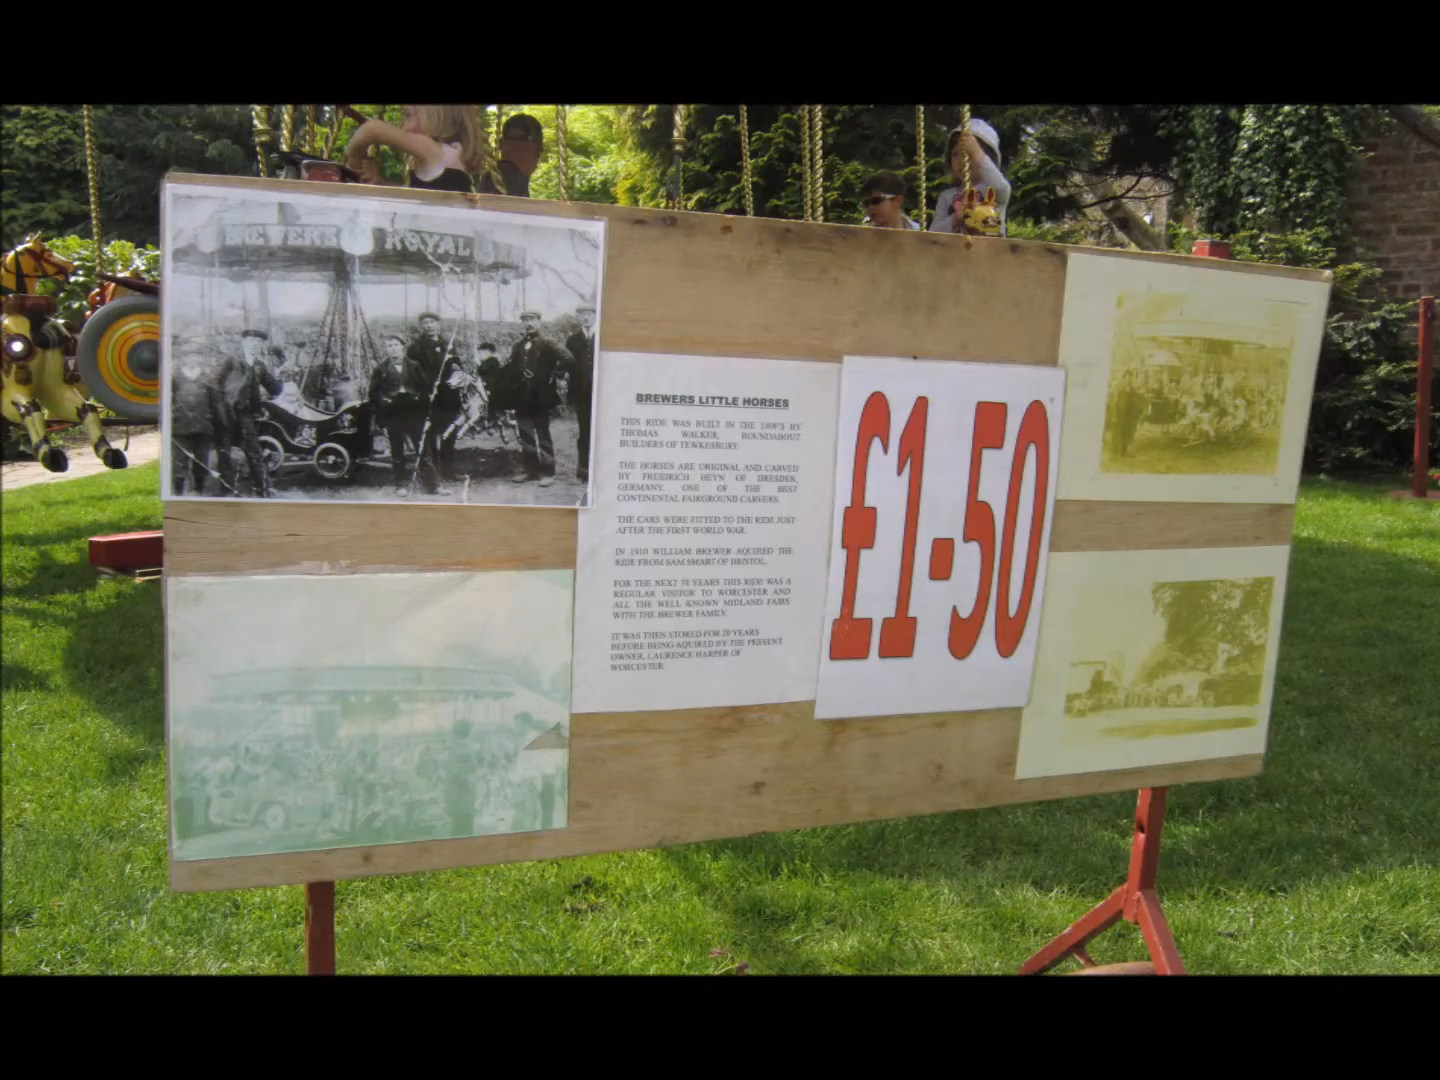 BREWERS ROYAL
BREWERS LITTLE HORSES
THIS RIDE WAS BUILT IN THE 1890'S BY
THOMAS WALKER, ROUNDABOUT
BUILDERS OF TEWKESBURY.
THE HORSES ARE ORIGINAL AND CARVED
BY FREIDRICH HEYN OF DRESDEN,
GERMANY. ONE OF THE BEST
CONTINENTAL FAIRGROUND CARVERS.
THE CARS WERE FITTED TO THE RIDE JUST
AFTER THE FIRST WORLD WAR.
IN 1910 WILLIAM BREWER AQUIRED THE
RIDE FROM SAM SMART OF BRISTOL.
FOR THE NEXT 70 YEARS THIS RIDE WAS A
REGULAR VISITOR TO WORCESTER AND
ALL THE WELL KNOWN MIDLAND FAIRS
WITH THE BREWER FAMILY.
IT WAS THEN STORED FOR 20 YEARS
BEFORE BEING AQUIRED BY THE PRESENT
OWNER, LAURENCE HARPER OF
WORCESTER
£1-50